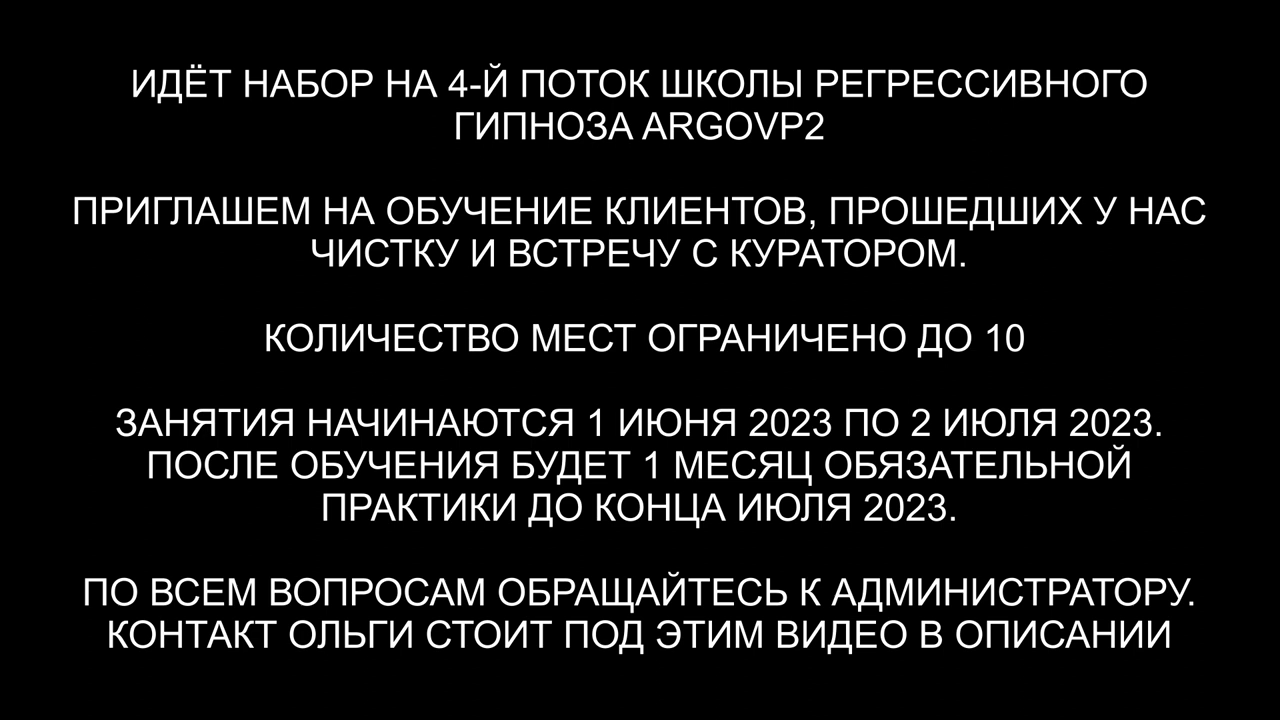 ИДЁТ НАБОР НА 4-Й ПОТОК ШКОЛЫ РЕГРЕССИВНОГО
ГИПНОЗА ARGOVP2
ПРИГЛАШЕМ НА ОБУЧЕНИЕ КЛИЕНТОВ, ПРОШЕДШИХ У НАС
ЧИСТКУ И ВСТРЕЧУ С КУРАТОРОМ.
КОЛИЧЕСТВО МЕСТ ОГРАНИЧЕНО ДО 10
ЗАНЯТИЯ НАЧИНАЮТСЯ 1 ИЮНЯ 2023 ПО 2 ИЮЛЯ 2023.
ПОСЛЕ ОБУЧЕНИЯ БУДЕТ 1 МЕСЯЦ ОБЯЗАТЕЛЬНОЙ
ПРАКТИКИ ДО КОНЦА ИЮЛЯ 2023.
ПО ВСЕМ ВОПРОСАМ ОБРАЩАЙТЕСЬ К АДМИНИСТРАТОРУ.
КОНТАКТ ОЛЬГИ СТОИТ ПОД ЭТИМ ВИДЕО В ОПИСАНИИ